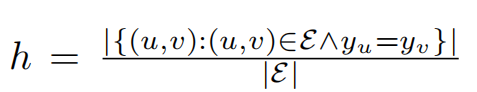 h = |{(u,v):(u,v)∈ℰ∧y_u=y_v}| / |ℰ|